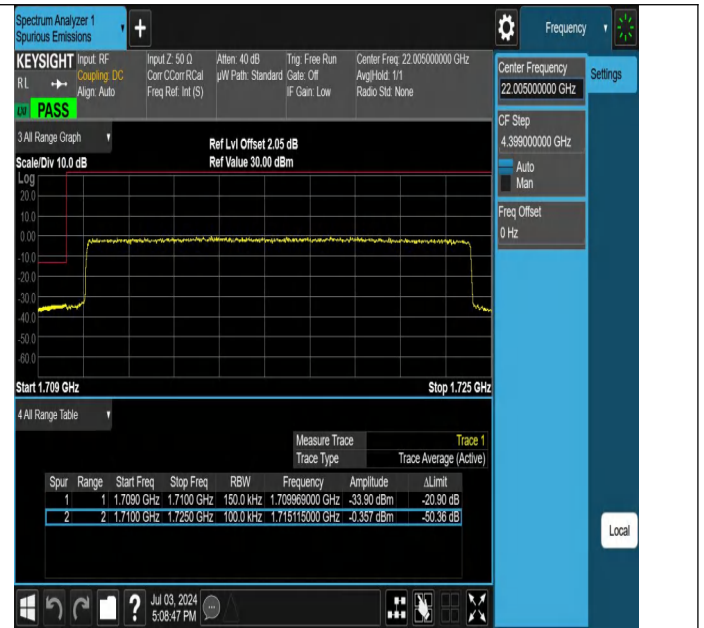 Spectrum Analyzer 1
Spurious Emissions
Frequency
KEYSIGHT
RL
Input: RF
Coupling: DC
Align: Auto
Input Z: 50 Ω
Corr CCorr RCal
Freq Ref: Int (S)
Atten: 40 dB
µW Path: Standard
Trig: Free Run
Gate: Off
IF Gain: Low
Center Freq: 22.005000000 GHz
Avg|Hold: 1/1
Radio Std: None
LXI
PASS
Center Frequency
22.005000000 GHz
Settings
CF Step
4.399000000 GHz
Auto
Man
Freq Offset
0 Hz
3 All Range Graph
Scale/Div 10.0 dB
Ref Lvl Offset 2.05 dB
Ref Value 30.00 dBm
Log
20.0
10.0
0.00
-10.0
-20.0
-30.0
-40.0
-50.0
-60.0
Start 1.709 GHz
Stop 1.725 GHz
4 All Range Table
Measure Trace Trace 1
Trace Type Trace Average (Active)
Spur Range Start Freq Stop Freq RBW Frequency Amplitude ΔLimit
1 1 1.7090 GHz 1.7100 GHz 150.0 kHz 1.709969000 GHz -33.90 dBm -20.90 dB
2 2 1.7100 GHz 1.7250 GHz 100.0 kHz 1.715115000 GHz -0.357 dBm -50.36 dB
Local
Jul 03, 2024
5:08:47 PM